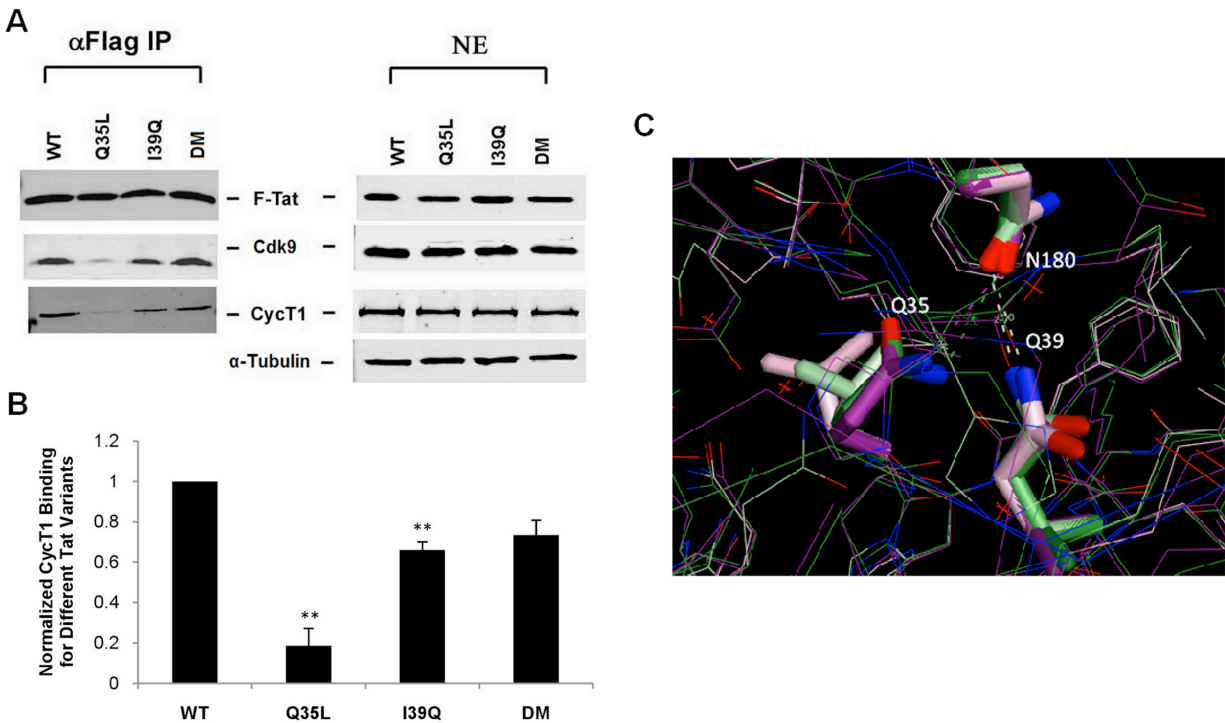 A
αFlag IP
NE
WT Q35L I39Q DM
WT Q35L I39Q DM
F-Tat
Cdk9
CycT1
α-Tubulin
B
Normalized CycT1 Binding
for Different Tat Variants
1.2
1
0.8
0.6
0.4
0.2
0
**
**
WT Q35L I39Q DM
C
N180
Q35
Q39